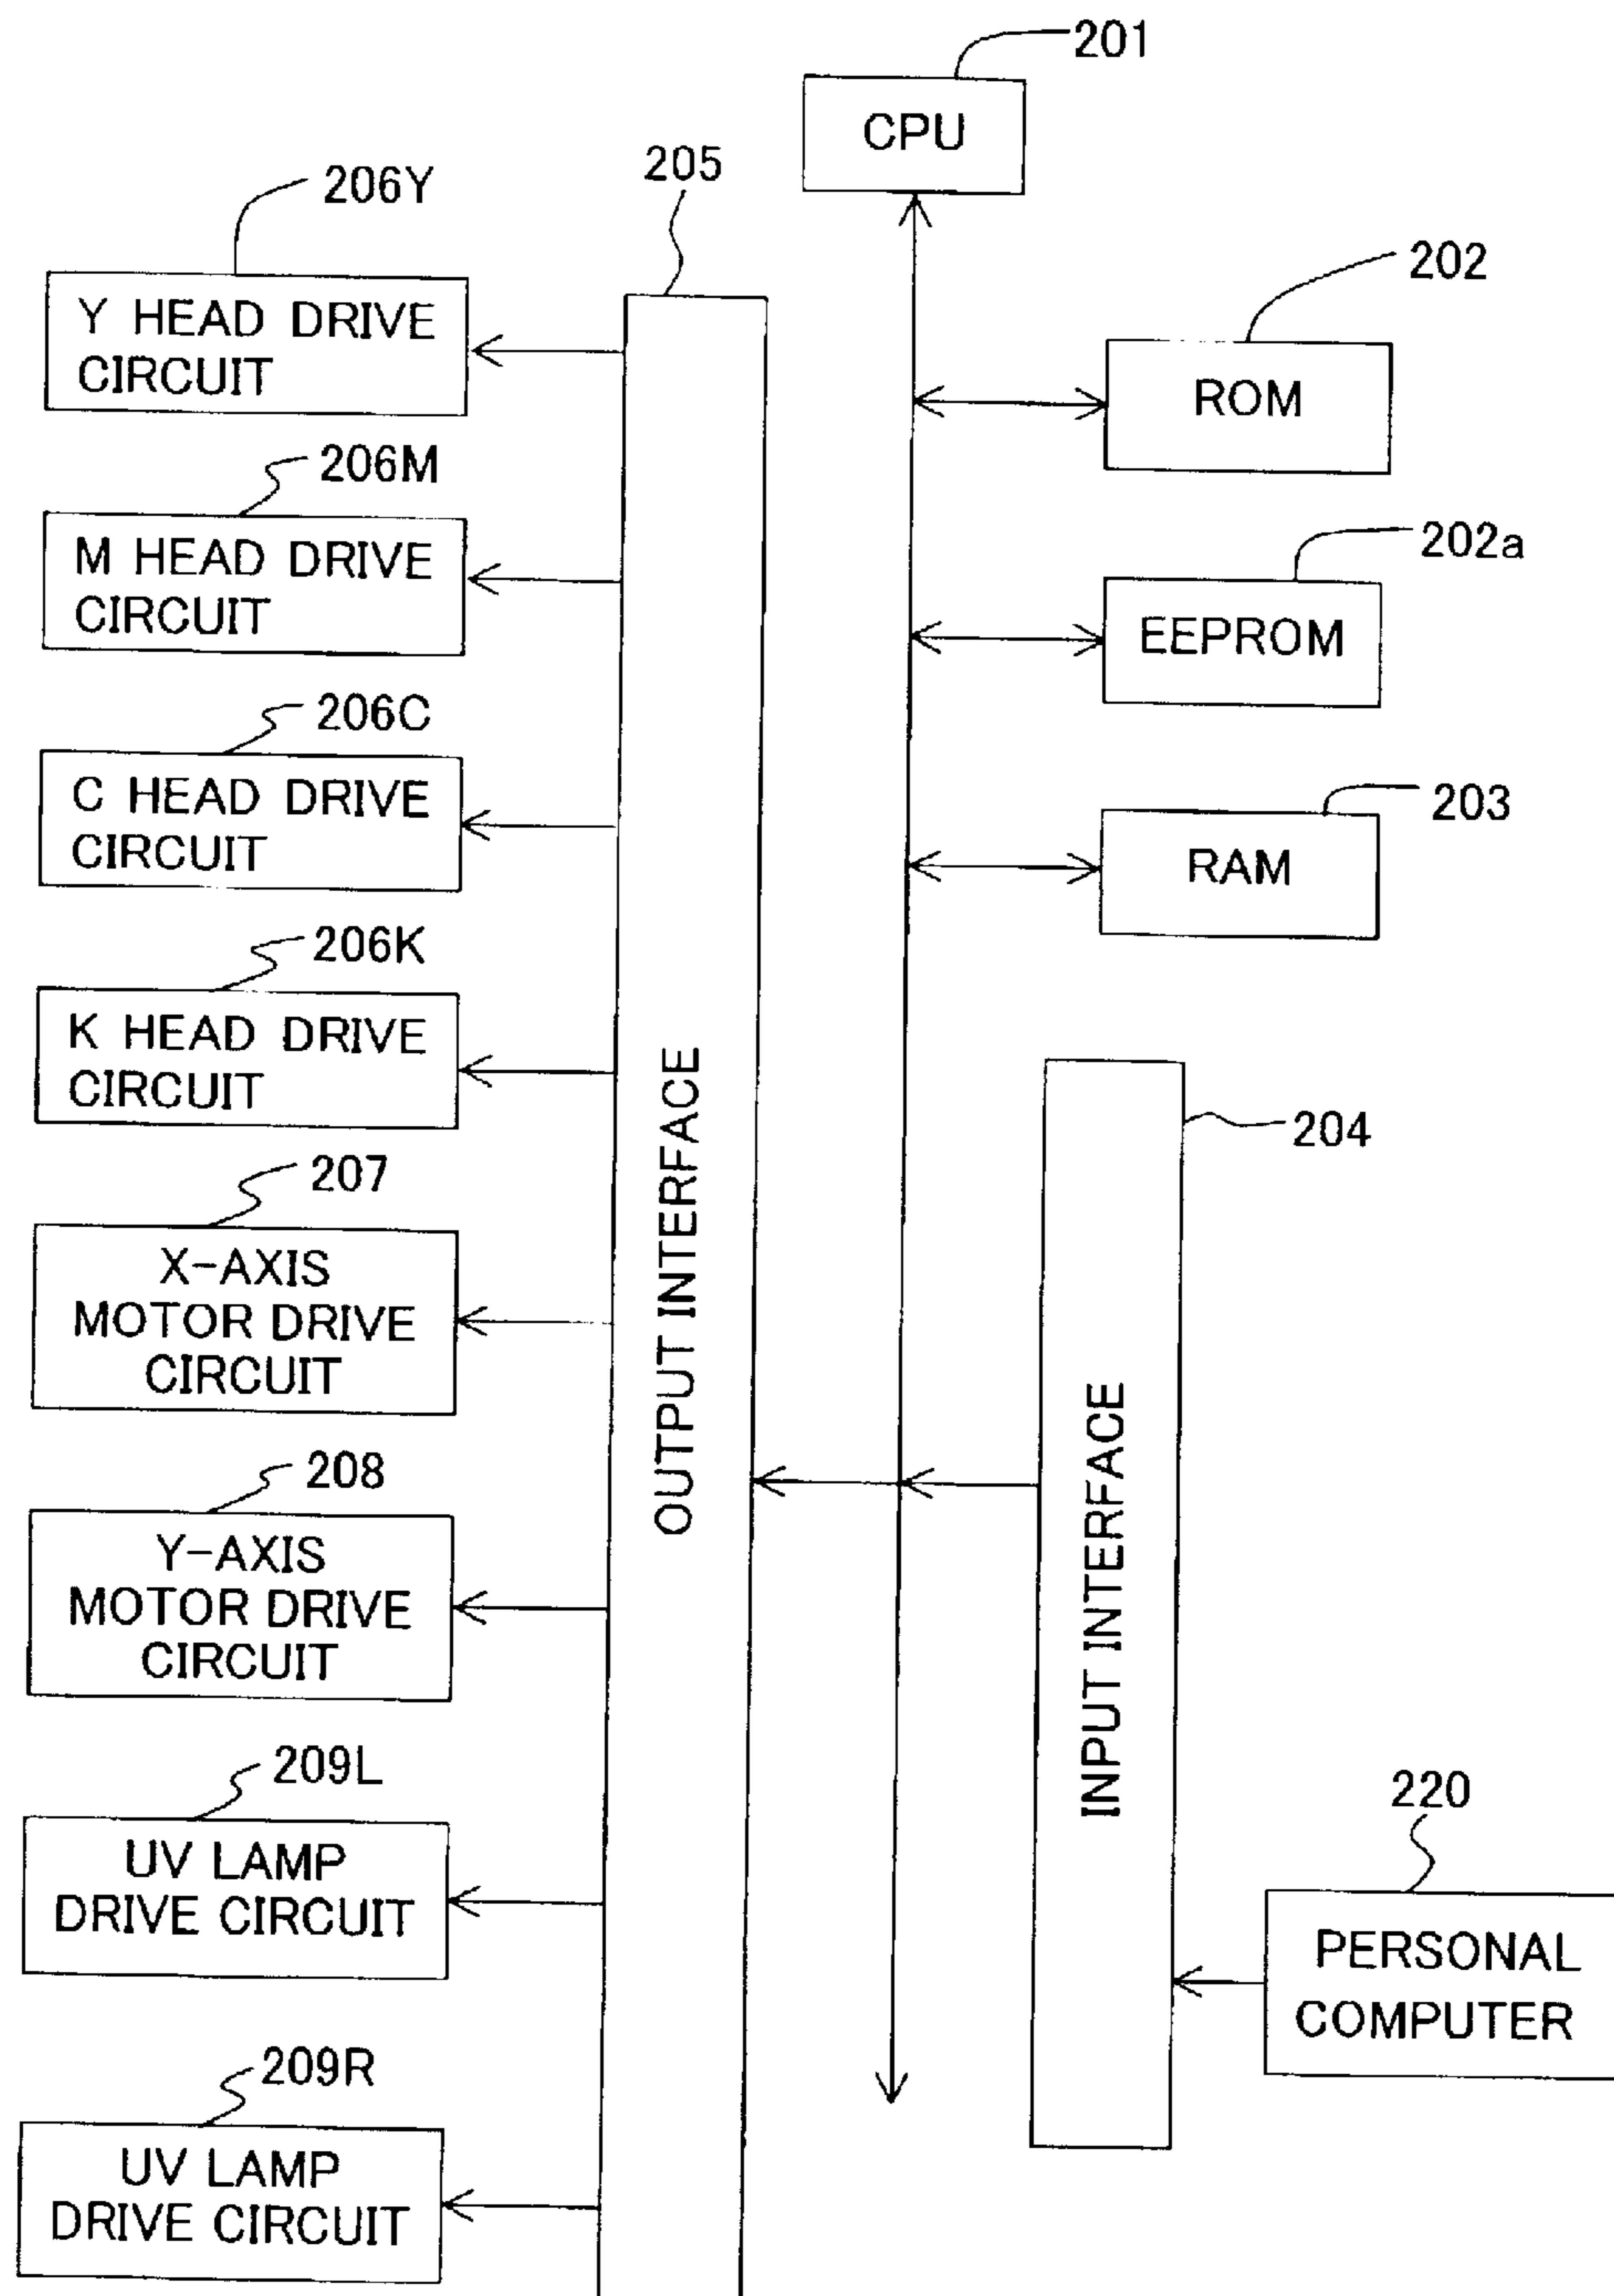 201
CPU
205
206Y
Y HEAD DRIVE
CIRCUIT
202
ROM
206M
M HEAD DRIVE
CIRCUIT
202a
EEPROM
206C
C HEAD DRIVE
CIRCUIT
203
RAM
206K
K HEAD DRIVE
CIRCUIT
OUTPUT INTERFACE
204
INPUT INTERFACE
207
X-AXIS
MOTOR DRIVE
CIRCUIT
208
Y-AXIS
MOTOR DRIVE
CIRCUIT
209L
UV LAMP
DRIVE CIRCUIT
220
PERSONAL
COMPUTER
209R
UV LAMP
DRIVE CIRCUIT